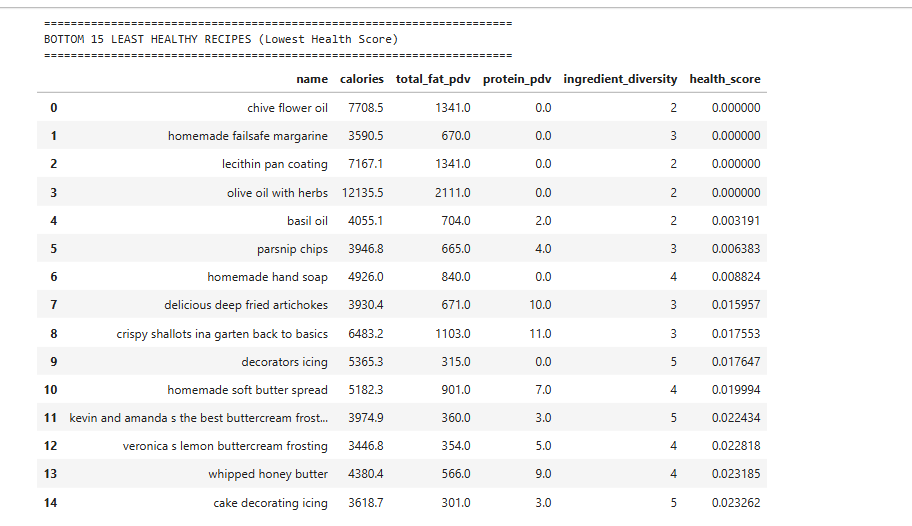 ======================================================================
BOTTOM 15 LEAST HEALTHY RECIPES (Lowest Health Score)
======================================================================
name calories total_fat_pdv protein_pdv ingredient_diversity health_score
0 chive flower oil 7708.5 1341.0 0.0 2 0.000000
1 homemade failsafe margarine 3590.5 670.0 0.0 3 0.000000
2 lecithin pan coating 7167.1 1341.0 0.0 2 0.000000
3 olive oil with herbs 12135.5 2111.0 0.0 2 0.000000
4 basil oil 4055.1 704.0 2.0 2 0.003191
5 parsnip chips 3946.8 665.0 4.0 3 0.006383
6 homemade hand soap 4926.0 840.0 0.0 4 0.008824
7 delicious deep fried artichokes 3930.4 671.0 10.0 3 0.015957
8 crispy shallots ina garten back to basics 6483.2 1103.0 11.0 3 0.017553
9 decorators icing 5365.3 315.0 0.0 5 0.017647
10 homemade soft butter spread 5182.3 901.0 7.0 4 0.019994
11 kevin and amanda s the best buttercream frost... 3974.9 360.0 3.0 5 0.022434
12 veronica s lemon buttercream frosting 3446.8 354.0 5.0 4 0.022818
13 whipped honey butter 4380.4 566.0 9.0 4 0.023185
14 cake decorating icing 3618.7 301.0 3.0 5 0.023262